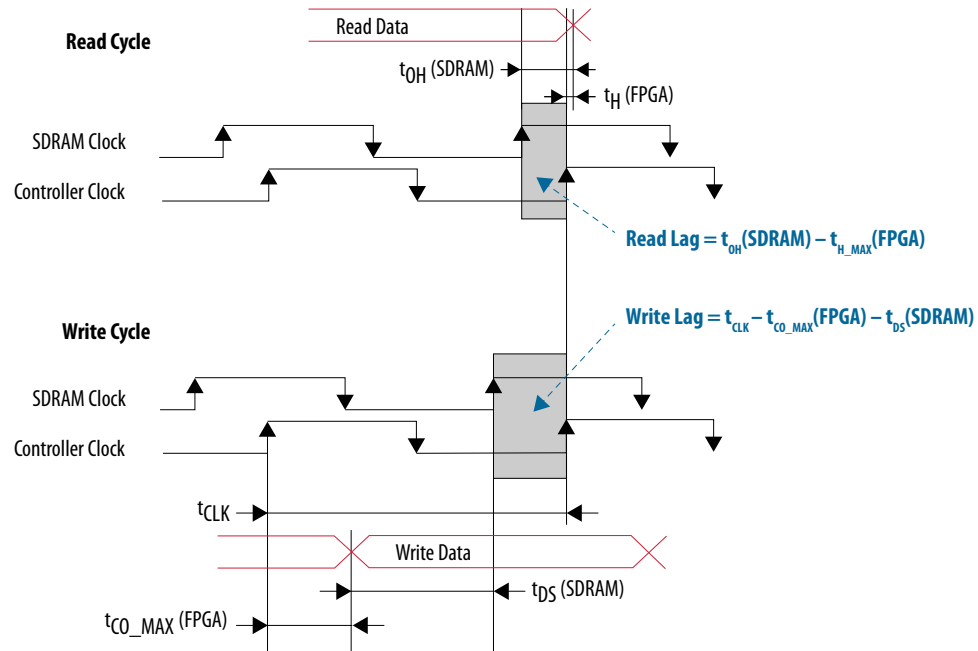 Read Data
Read Cycle
tOH (SDRAM)
tH (FPGA)
SDRAM Clock
Controller Clock
Read Lag = tOH(SDRAM) – tH_MAX(FPGA)
Write Lag = tCLK – tCO_MAX(FPGA) – tDS(SDRAM)
Write Cycle
SDRAM Clock
Controller Clock
tCLK
Write Data
tDS (SDRAM)
tCO_MAX (FPGA)